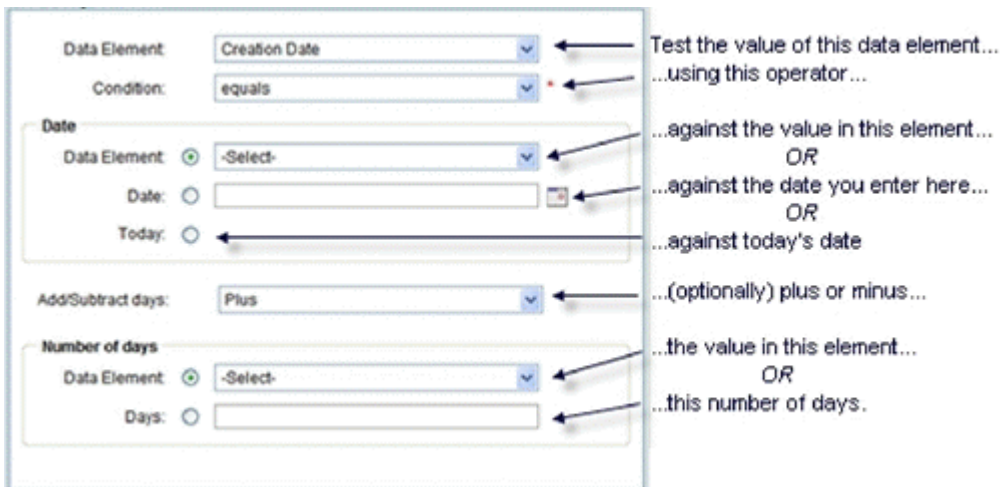 Data Element: Creation Date Test the value of this data element...
Condition: equals * ...using this operator...
Date
Data Element: -Select- ...against the value in this element...
OR
Date: ...against the date you enter here...
OR
Today: ...against today's date
Add/Subtract days: Plus ...(optionally) plus or minus...
Number of days ...the value in this element...
Data Element: -Select- OR
Days: ...this number of days.